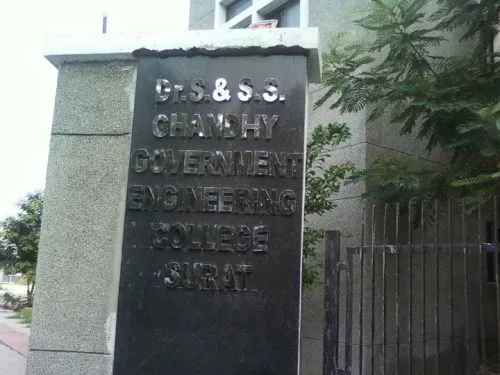 Dr. S. & S. S.
GHANDHY
GOVERNMENT
ENGINEERING
COLLEGE
SURAT.